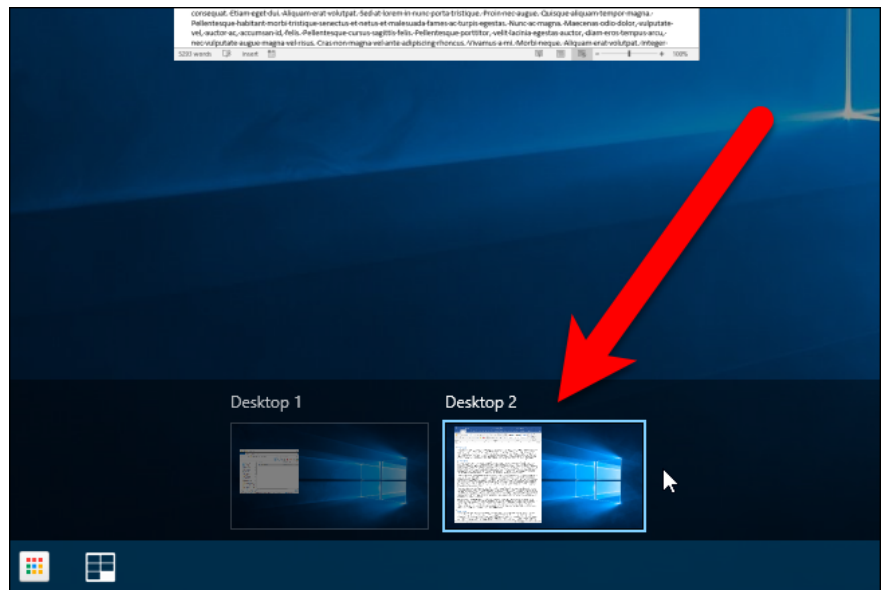 consequat. Etiam eget dui. Aliquam erat volutpat. Sed at lorem in nunc porta tristique. Proin nec augue. Quisque aliquam tempor magna.
Pellentesque habitant morbi tristique senectus et netus et malesuada fames ac turpis egestas. Nunc ac magna. Maecenas odio dolor, vulputate
vel, auctor ac, accumsan id, felis. Pellentesque cursus sagittis felis. Pellentesque porttitor, velit lacinia egestas auctor, diam eros tempus arcu,
nec vulputate augue magna vel risus. Cras non magna vel ante adipiscing rhoncus. Vivamus a mi. Morbi neque. Aliquam erat volutpat. Integer
5233 words Insert 100%
Desktop 1 Desktop 2